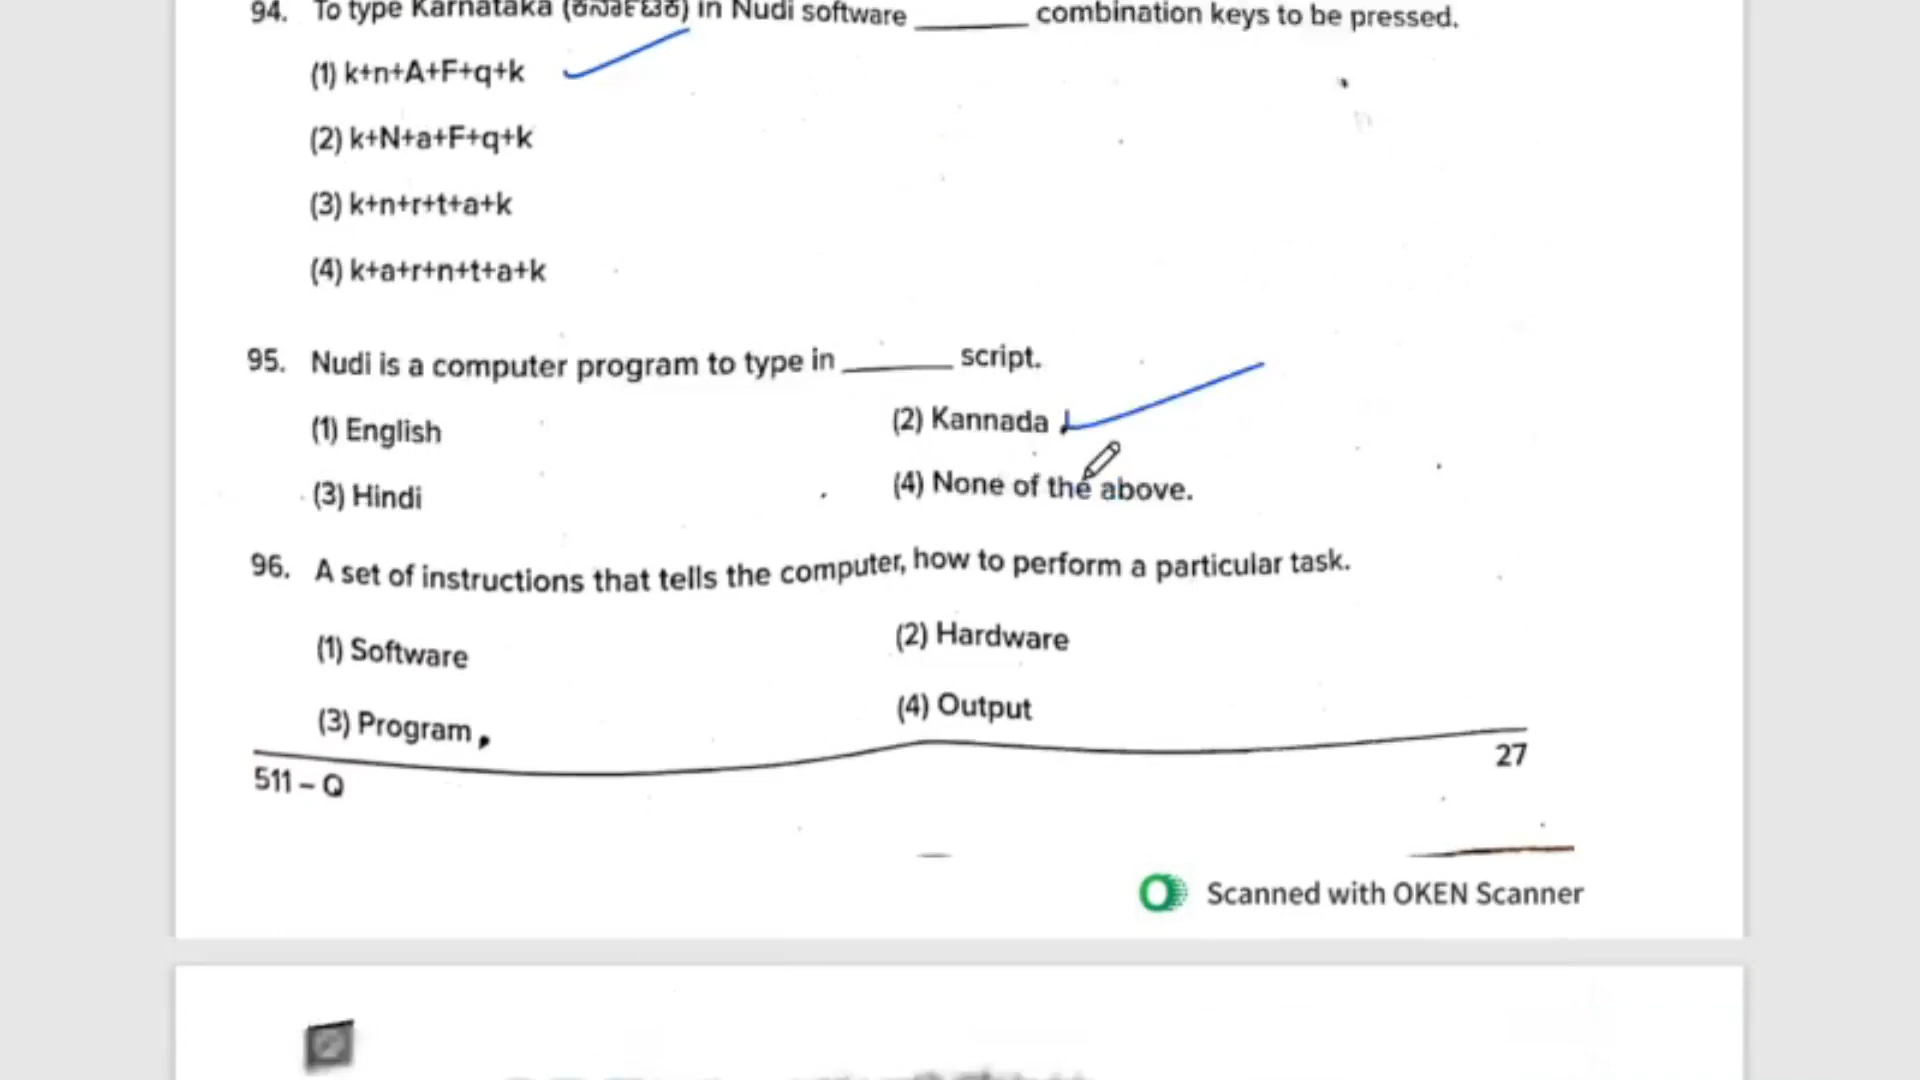 94. To type Karnataka (ಕರ್ನಾಟಕ) in Nudi software ______ combination keys to be pressed.
(1) k+n+A+F+q+k
(2) k+N+a+F+q+k
(3) k+n+r+t+a+k
(4) k+a+r+n+t+a+k
95. Nudi is a computer program to type in ______ script.
(1) English
(2) Kannada
(3) Hindi
(4) None of the above.
96. A set of instructions that tells the computer, how to perform a particular task.
(1) Software
(2) Hardware
(3) Program
(4) Output
511 – Q
27
Scanned with OKEN Scanner